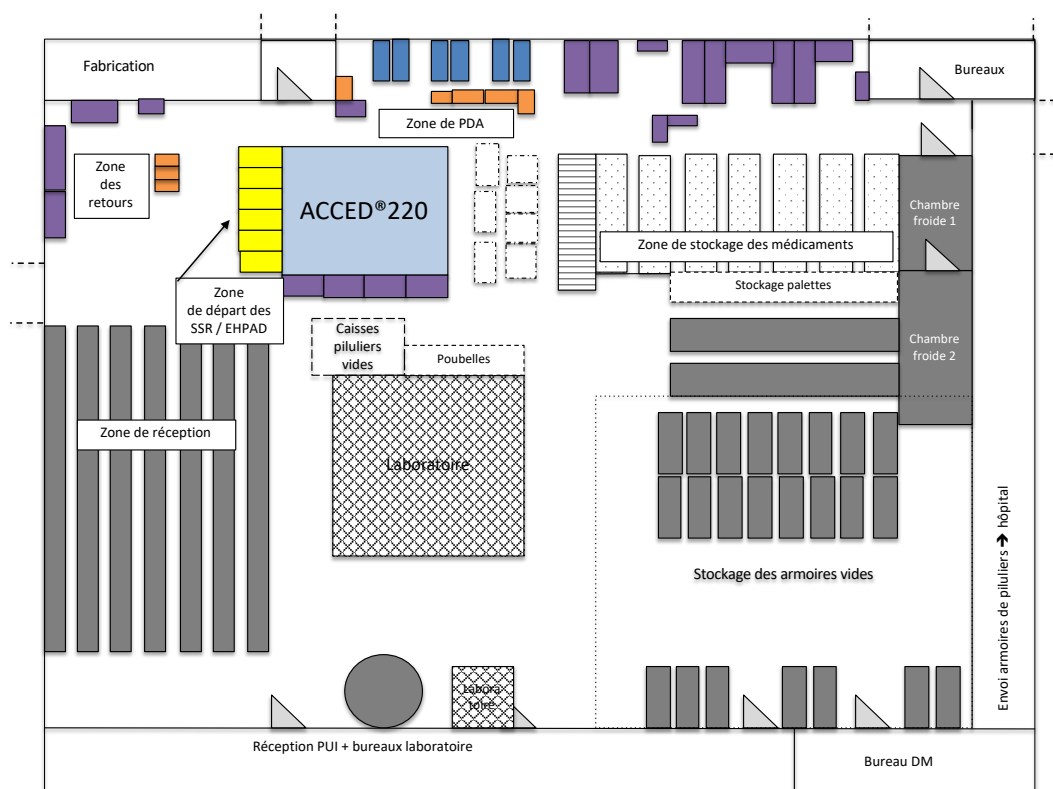 Fabrication
Bureaux
Zone de PDA
Zone
des
retours
ACCED®220
Chambre
froide 1
Zone de stockage des médicaments
Zone
de départ des
SSR / EHPAD
Stockage palettes
Caisses
piluliers
vides
Poubelles
Chambre
froide 2
Zone de réception
Laboratoire
Stockage des armoires vides
Envoi armoires de piluliers ➔ hôpital
Labora
toire
Réception PUI + bureaux laboratoire
Bureau DM